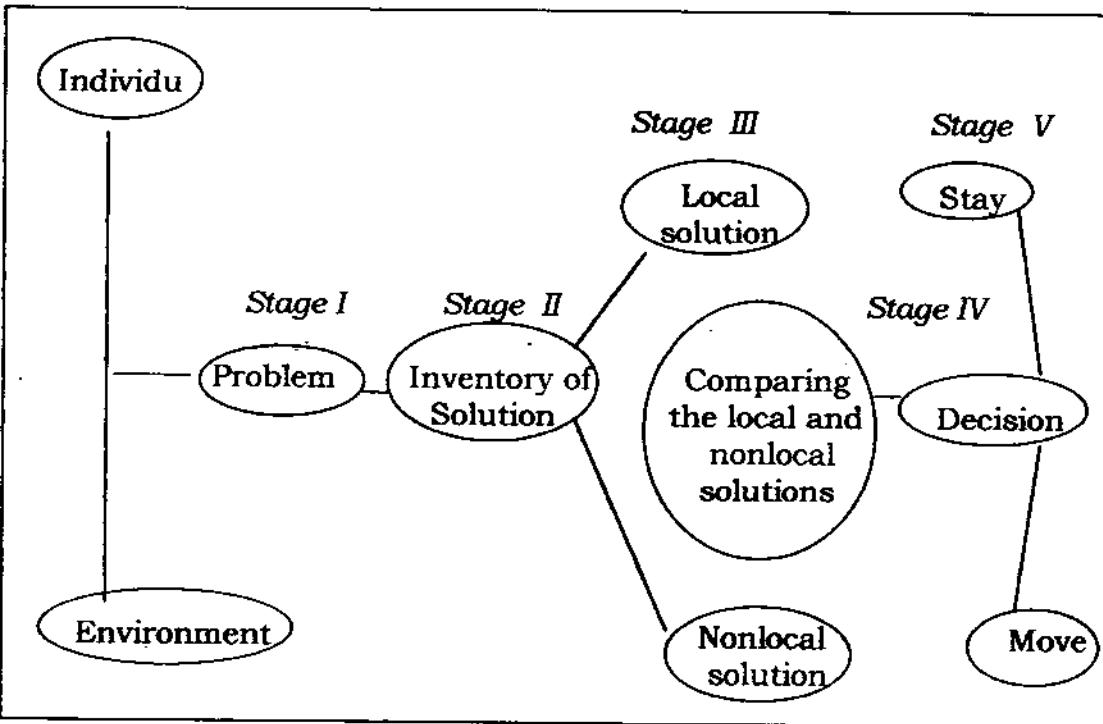 Individu
Stage III
Stage V
Local
solution
Stay
Stage I
Stage II
Stage IV
Problem
Inventory of
Solution
Comparing
the local and
nonlocal
solutions
Decision
Environment
Nonlocal
solution
Move